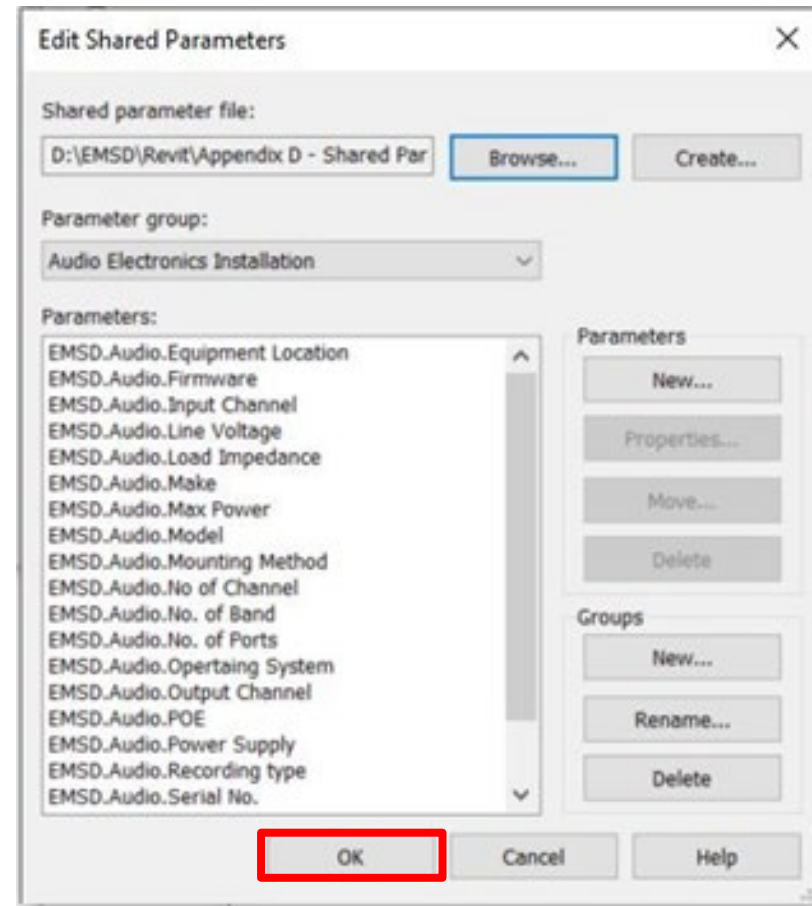 Edit Shared Parameters
Shared parameter file:
D:\EMSD\Revit\Appendix D - Shared Par
Browse...
Create...
Parameter group:
Audio Electronics Installation
Parameters:
EMSD.Audio.Equipment Location
EMSD.Audio.Firmware
EMSD.Audio.Input Channel
EMSD.Audio.Line Voltage
EMSD.Audio.Load Impedance
EMSD.Audio.Make
EMSD.Audio.Max Power
EMSD.Audio.Model
EMSD.Audio.Mounting Method
EMSD.Audio.No of Channel
EMSD.Audio.No. of Band
EMSD.Audio.No. of Ports
EMSD.Audio.Opertaing System
EMSD.Audio.Output Channel
EMSD.Audio.POE
EMSD.Audio.Power Supply
EMSD.Audio.Recording type
EMSD.Audio.Serial No.
Parameters
New...
Properties...
Move...
Delete
Groups
New...
Rename...
Delete
OK
Cancel
Help